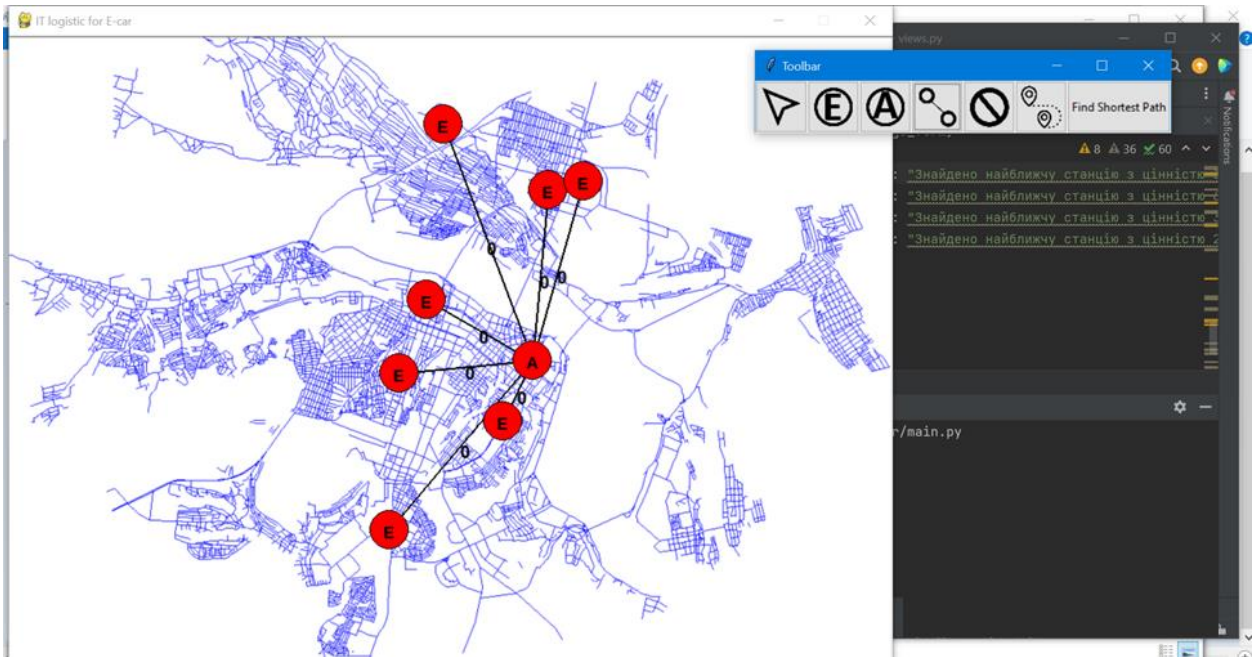 IT logistic for E-car
views.py
Toolbar
E
A
Find Shortest Path
Notifications
8 36 60
: "Знайдено найближчу станцію з цінністю
: "Знайдено найближчу станцію з цінністю
: "Знайдено найближчу станцію з цінністю
: "Знайдено найближчу станцію з цінністю 2
E
E
E
0
0
0
E
0
A
E
0
0
E
0
E
r/main.py